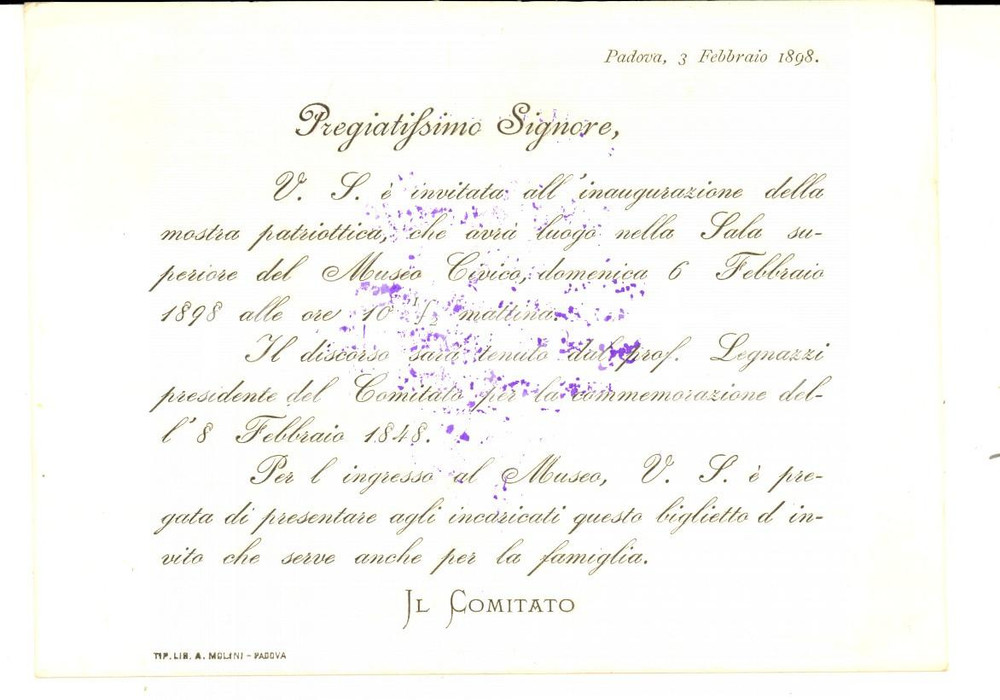 Padova, 3 Febbraio 1898.
Pregiatissimo Signore,
V. S. è invitata all'inaugurazione della
mostra patriottica, che avrà luogo nella Sala su-
periore del Museo Civico, domenica 6 Febbraio
1898 alle ore 10 1/2 mattina.
Il discorso sarà tenuto dal prof. Legnazzi
presidente del Comitato per la commemorazione del-
l'8 Febbraio 1848.
Per l ingresso al Museo, V. S. è pre-
gata di presentare agli incaricati questo biglietto d in-
vito che serve anche per la famiglia.
IL COMITATO
TIP. LIB. A. MOLINI - PADOVA